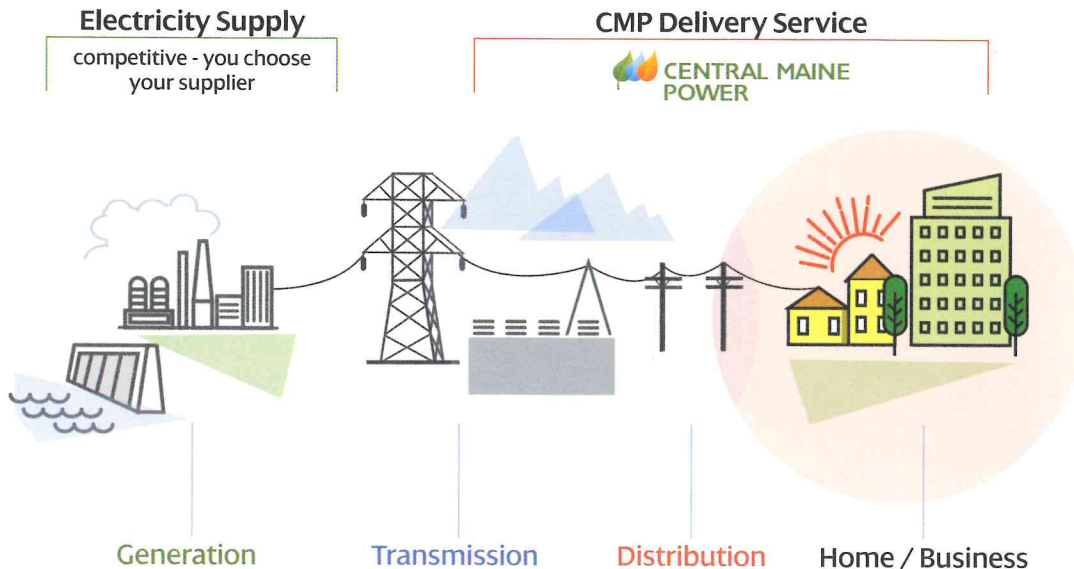 Electricity Supply
competitive - you choose
your supplier
CMP Delivery Service
CENTRAL MAINE
POWER
Generation
Transmission
Distribution
Home / Business